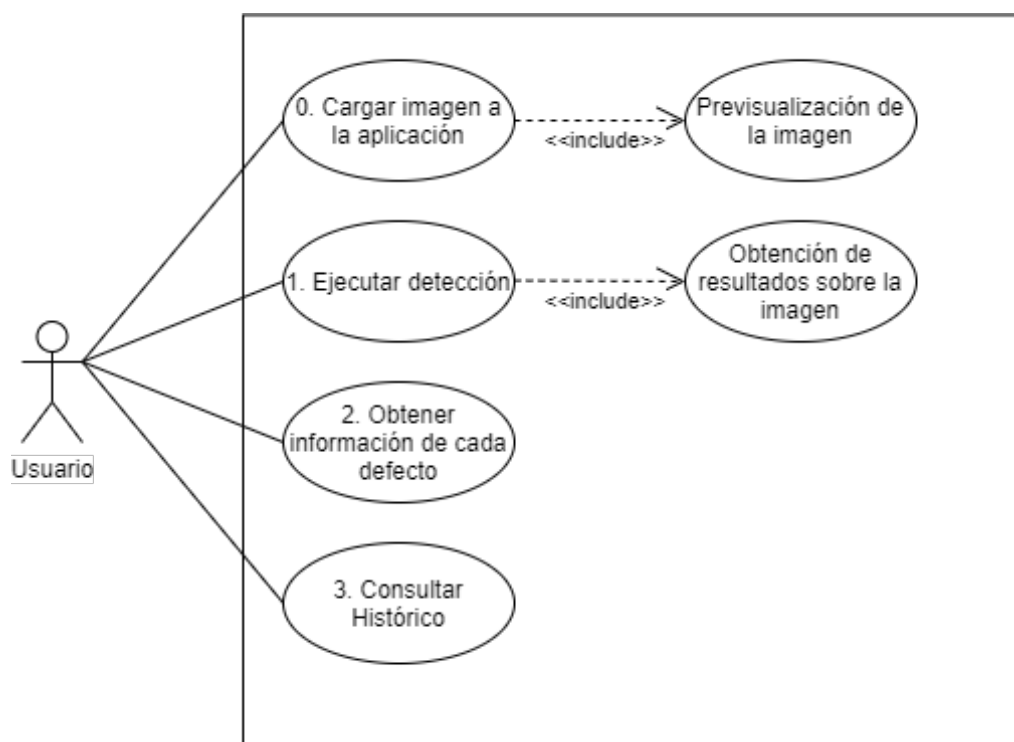 0. Cargar imagen a
la aplicación
<<include>>
Previsualización de
la imagen
1. Ejecutar detección
<<include>>
Obtención de
resultados sobre la
imagen
2. Obtener
información de cada
defecto
Usuario
3. Consultar
Histórico